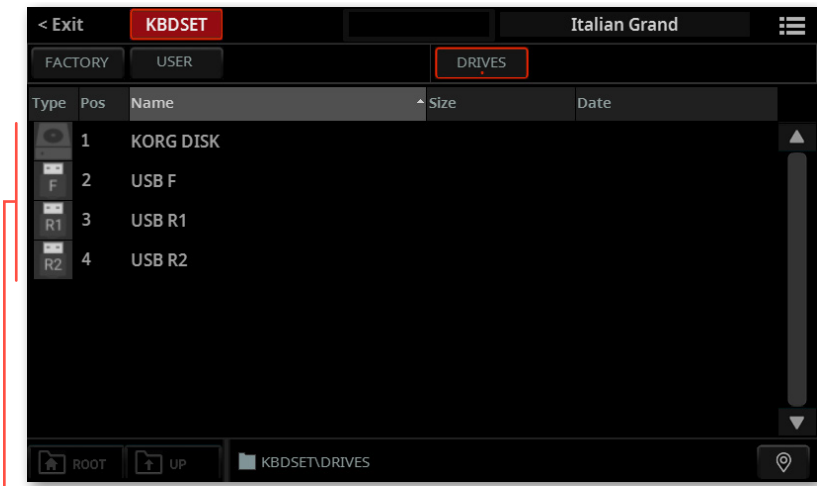 < Exit KBDSET Italian Grand
FACTORY USER DRIVES
Type Pos Name Size Date
1 KORG DISK
F 2 USB F
R1 3 USB R1
R2 4 USB R2
ROOT UP KBDSET\DRIVES